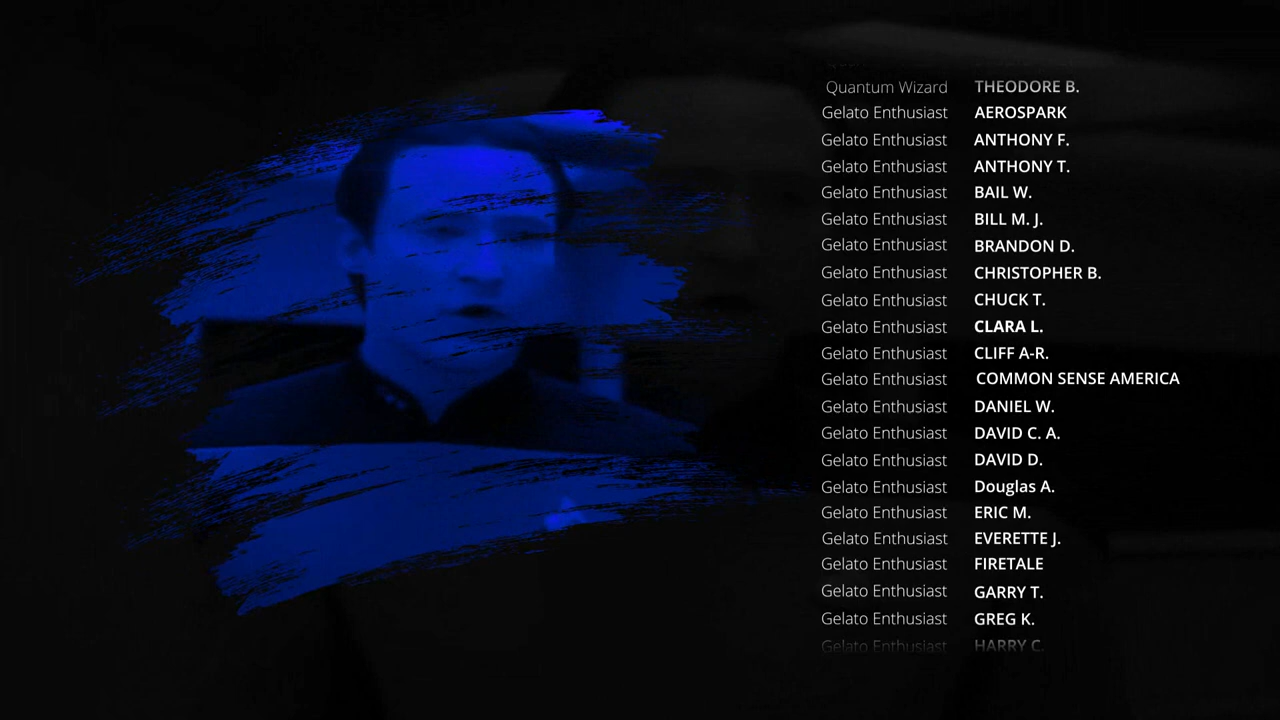 Quantum Wizard THEODORE B.
Gelato Enthusiast AEROSPARK
Gelato Enthusiast ANTHONY F.
Gelato Enthusiast ANTHONY T.
Gelato Enthusiast BAIL W.
Gelato Enthusiast BILL M. J.
Gelato Enthusiast BRANDON D.
Gelato Enthusiast CHRISTOPHER B.
Gelato Enthusiast CHUCK T.
Gelato Enthusiast CLARA L.
Gelato Enthusiast CLIFF A-R.
Gelato Enthusiast COMMON SENSE AMERICA
Gelato Enthusiast DANIEL W.
Gelato Enthusiast DAVID C. A.
Gelato Enthusiast DAVID D.
Gelato Enthusiast Douglas A.
Gelato Enthusiast ERIC M.
Gelato Enthusiast EVERETTE J.
Gelato Enthusiast FIRETALE
Gelato Enthusiast GARRY T.
Gelato Enthusiast GREG K.
Gelato Enthusiast HARRY C.